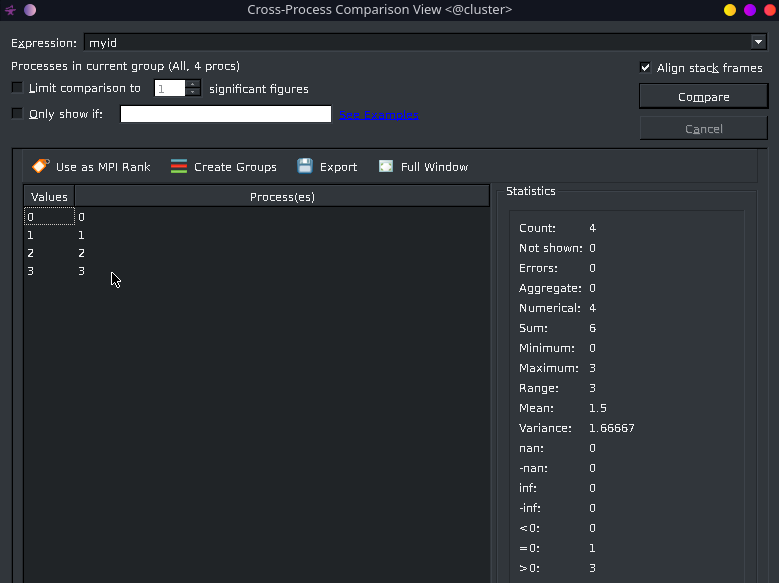 Cross-Process Comparison View <@cluster>
Expression: myid
Processes in current group (All, 4 procs)
Align stack frames
Limit comparison to 1 significant figures
Compare
Only show if: See Examples
Cancel
Use as MPI Rank Create Groups Export Full Window
Values Process(es)
0 0
1 1
2 2
3 3
Statistics
Count: 4
Not shown: 0
Errors: 0
Aggregate: 0
Numerical: 4
Sum: 6
Minimum: 0
Maximum: 3
Range: 3
Mean: 1.5
Variance: 1.66667
nan: 0
-nan: 0
inf: 0
-inf: 0
<0: 0
=0: 1
>0: 3